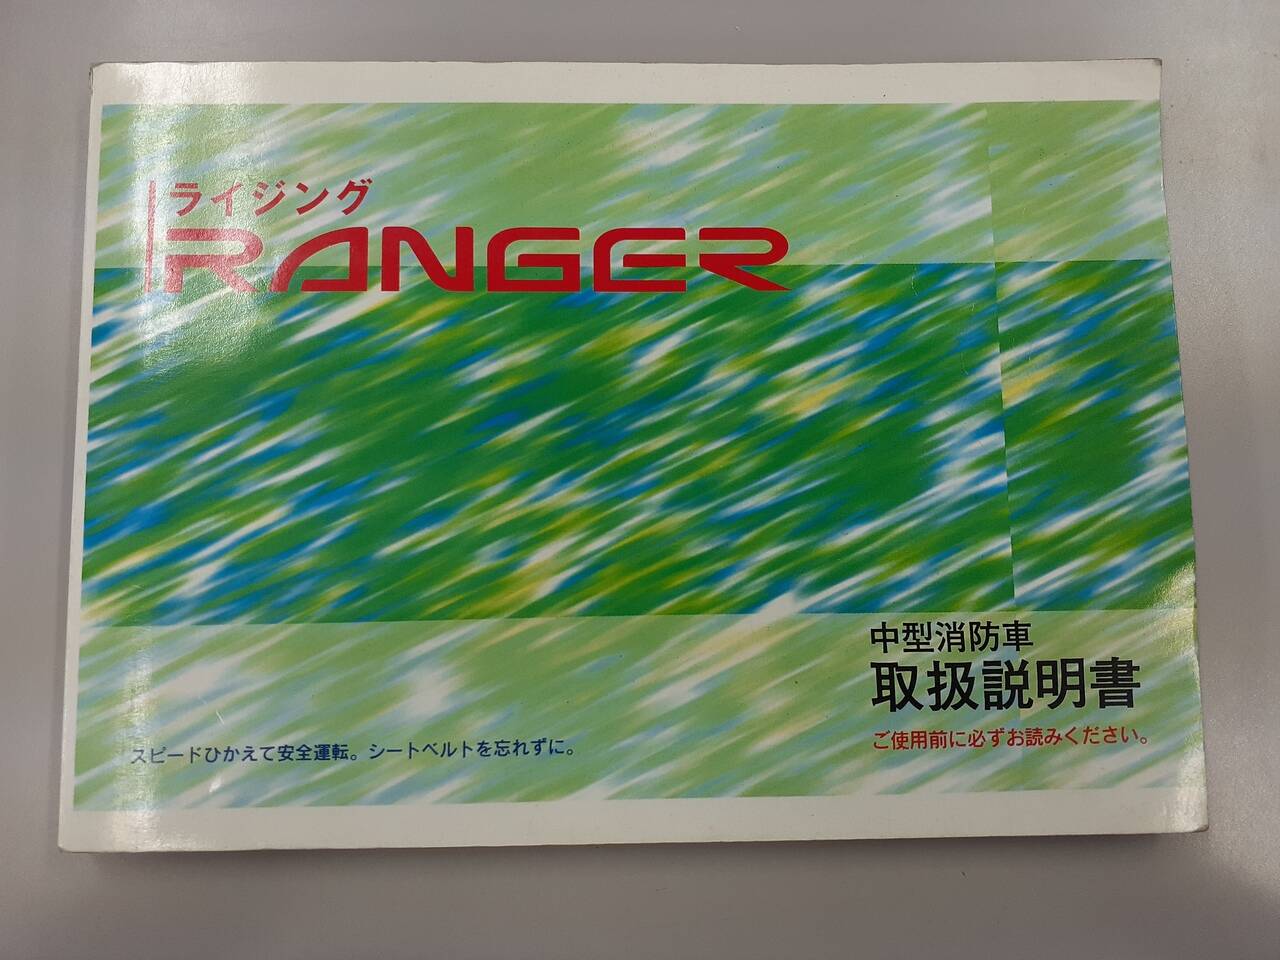 ライジング
RANGER
中型消防車
取扱説明書
スピードひかえて安全運転。シートベルトを忘れずに。
ご使用前に必ずお読みください。